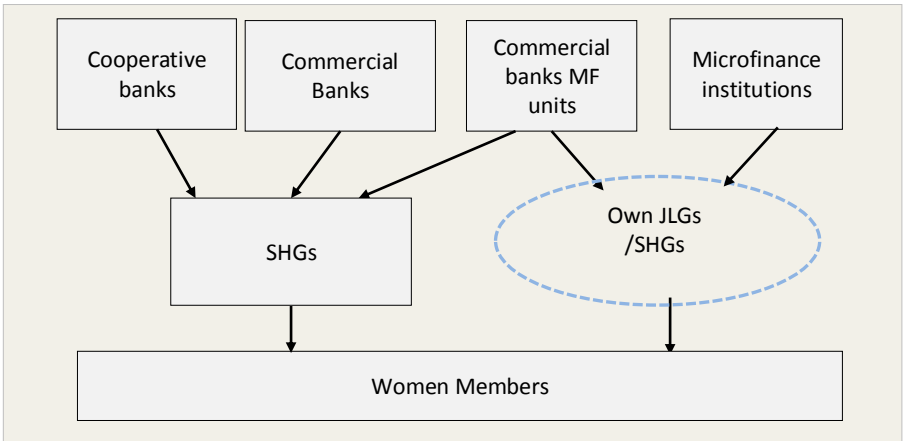 Cooperative
banks
Commercial
Banks
Commercial
banks MF
units
Microfinance
institutions
SHGs
Own JLGs
/SHGs
Women Members